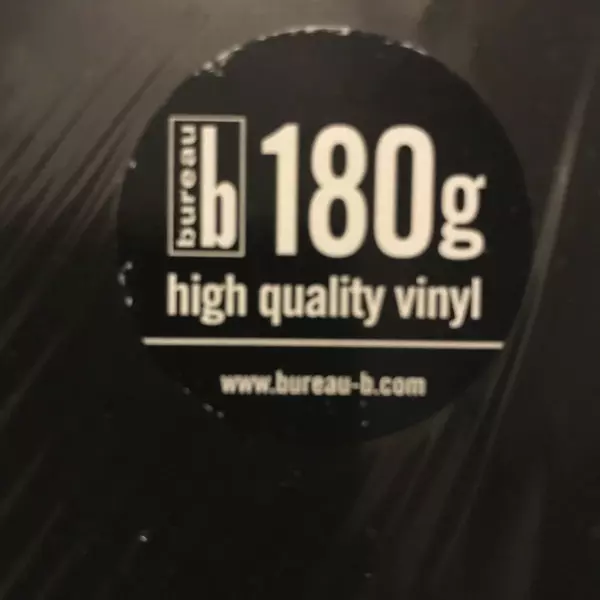 bureau b 180g
high quality vinyl
www.bureau-b.com